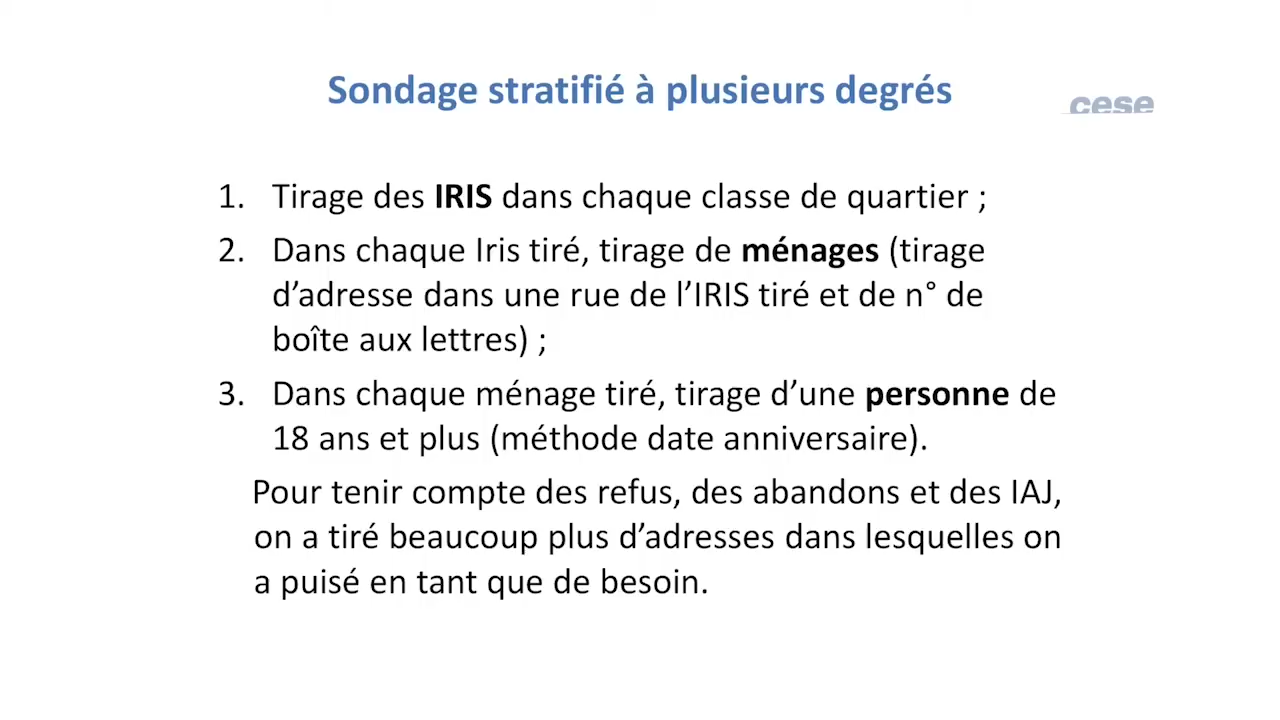 Sondage stratifié à plusieurs degrés
cese
1. Tirage des IRIS dans chaque classe de quartier ;
2. Dans chaque Iris tiré, tirage de ménages (tirage
d’adresse dans une rue de l’IRIS tiré et de n° de
boîte aux lettres) ;
3. Dans chaque ménage tiré, tirage d’une personne de
18 ans et plus (méthode date anniversaire).
Pour tenir compte des refus, des abandons et des IAJ,
on a tiré beaucoup plus d’adresses dans lesquelles on
a puisé en tant que de besoin.